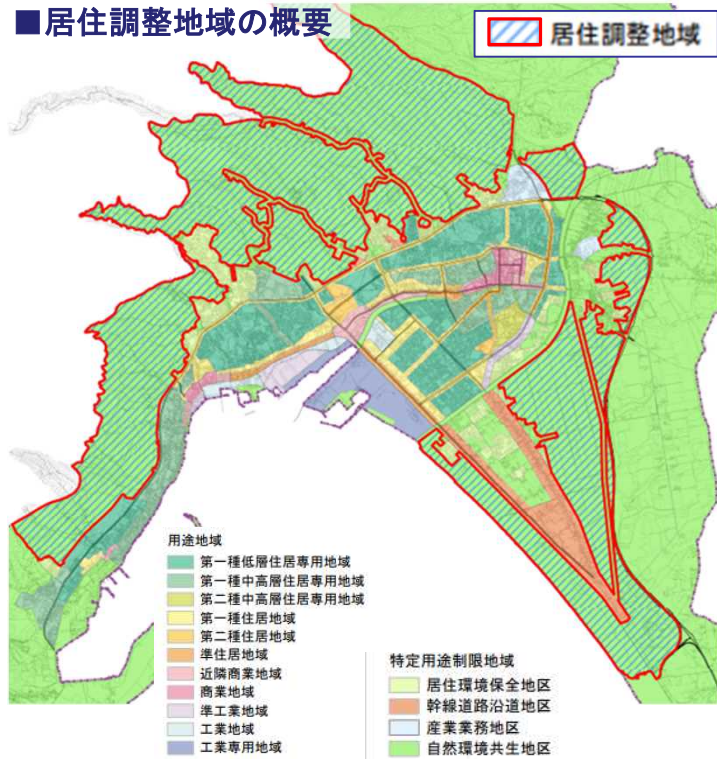 ■居住調整地域の概要
居住調整地域
用途地域
第一種低層住居専用地域
第一種中高層住居専用地域
第二種中高層住居専用地域
第一種住居地域
第二種住居地域
準住居地域
近隣商業地域
商業地域
準工業地域
工業地域
工業専用地域
特定用途制限地域
居住環境保全地区
幹線道路沿道地区
産業業務地区
自然環境共生地区